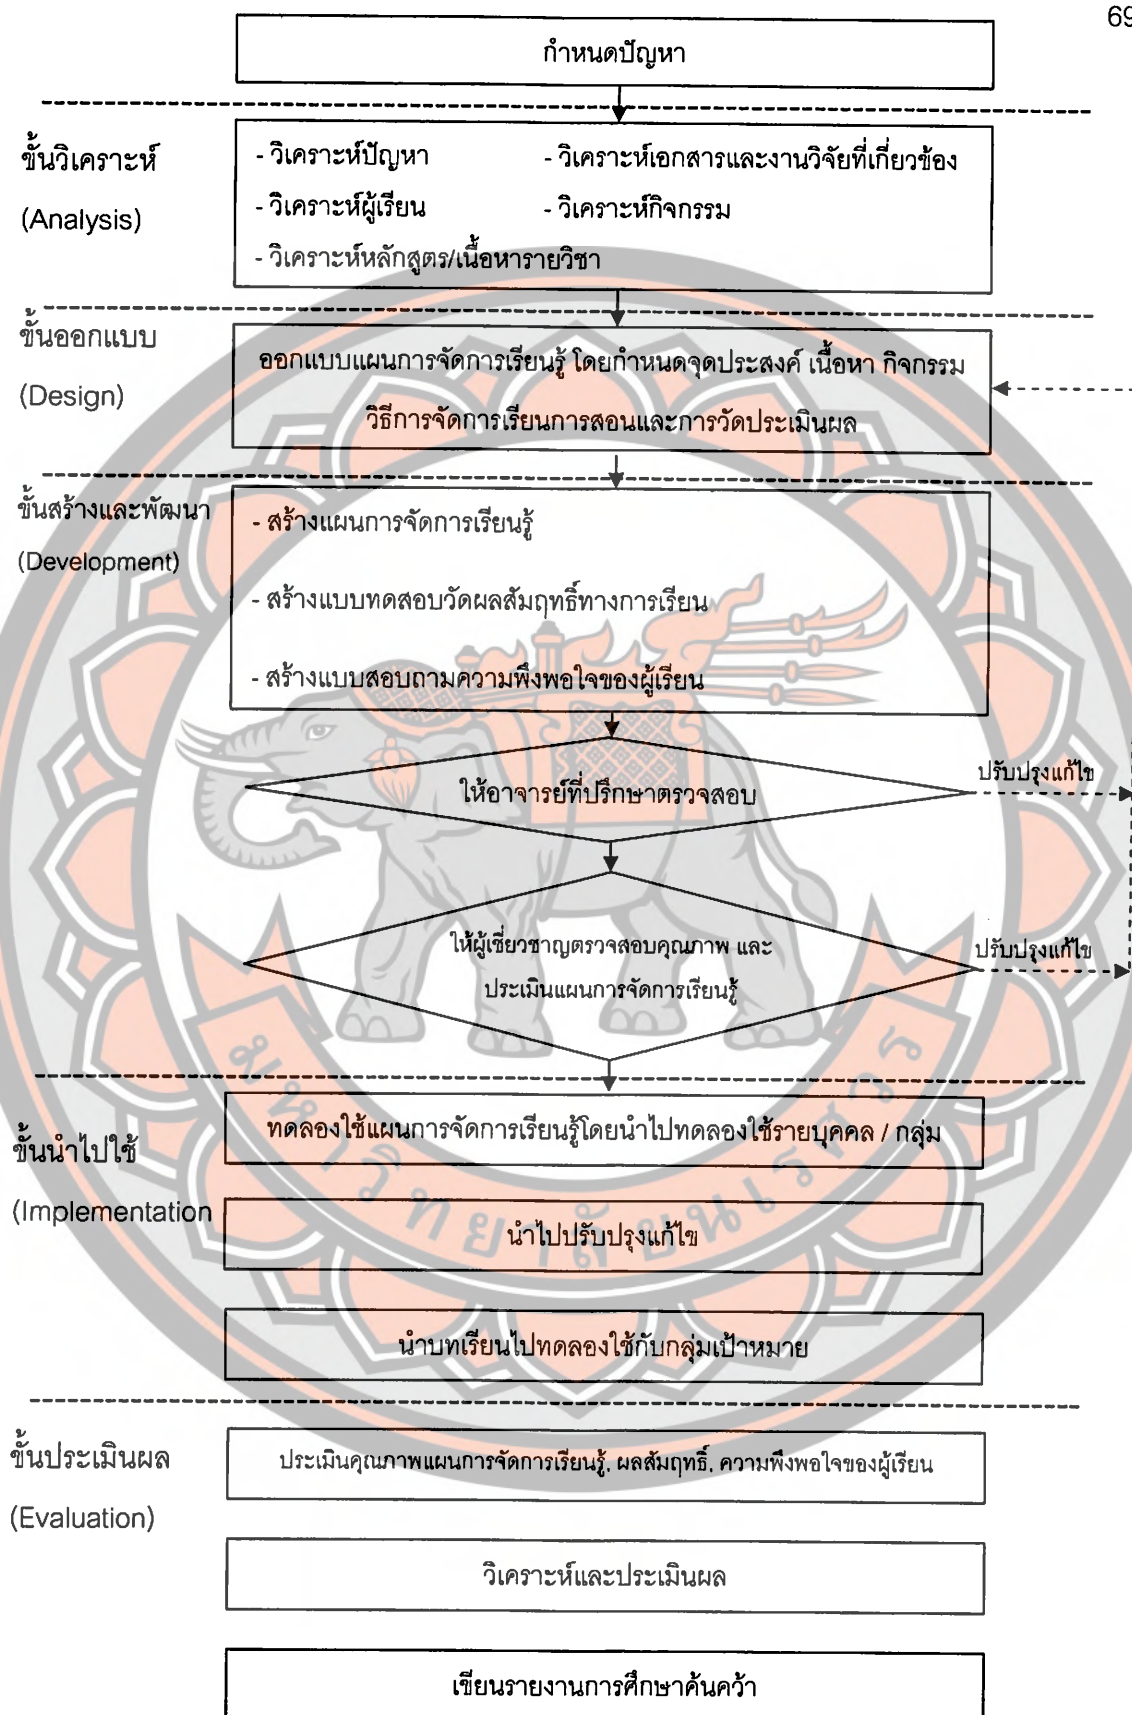 69
กำหนดปัญหา
ขั้นวิเคราะห์
(Analysis)
- วิเคราะห์ปัญหา - วิเคราะห์เอกสารและงานวิจัยที่เกี่ยวข้อง
- วิเคราะห์ผู้เรียน - วิเคราะห์กิจกรรม
- วิเคราะห์หลักสูตร/เนื้อหารายวิชา
ขั้นออกแบบ
(Design)
ออกแบบแผนการจัดการเรียนรู้ โดยกำหนดจุดประสงค์ เนื้อหา กิจกรรม
วิธีการจัดการเรียนการสอนและการวัดประเมินผล
ขั้นสร้างและพัฒนา
(Development)
- สร้างแผนการจัดการเรียนรู้
- สร้างแบบทดสอบวัดผลสัมฤทธิ์ทางการเรียน
- สร้างแบบสอบถามความพึงพอใจของผู้เรียน
ให้อาจารย์ที่ปรึกษาตรวจสอบ
ปรับปรุงแก้ไข
ให้ผู้เชี่ยวชาญตรวจสอบคุณภาพ และ
ประเมินแผนการจัดการเรียนรู้
ปรับปรุงแก้ไข
มหาวิทยาลัยนเรศวร
ขั้นนำไปใช้
(Implementation
ทดลองใช้แผนการจัดการเรียนรู้โดยนำไปทดลองใช้รายบุคคล / กลุ่ม
นำไปปรับปรุงแก้ไข
นำบทเรียนไปทดลองใช้กับกลุ่มเป้าหมาย
ขั้นประเมินผล
(Evaluation)
ประเมินคุณภาพแผนการจัดการเรียนรู้, ผลสัมฤทธิ์, ความพึงพอใจของผู้เรียน
วิเคราะห์และประเมินผล
เขียนรายงานการศึกษาค้นคว้า